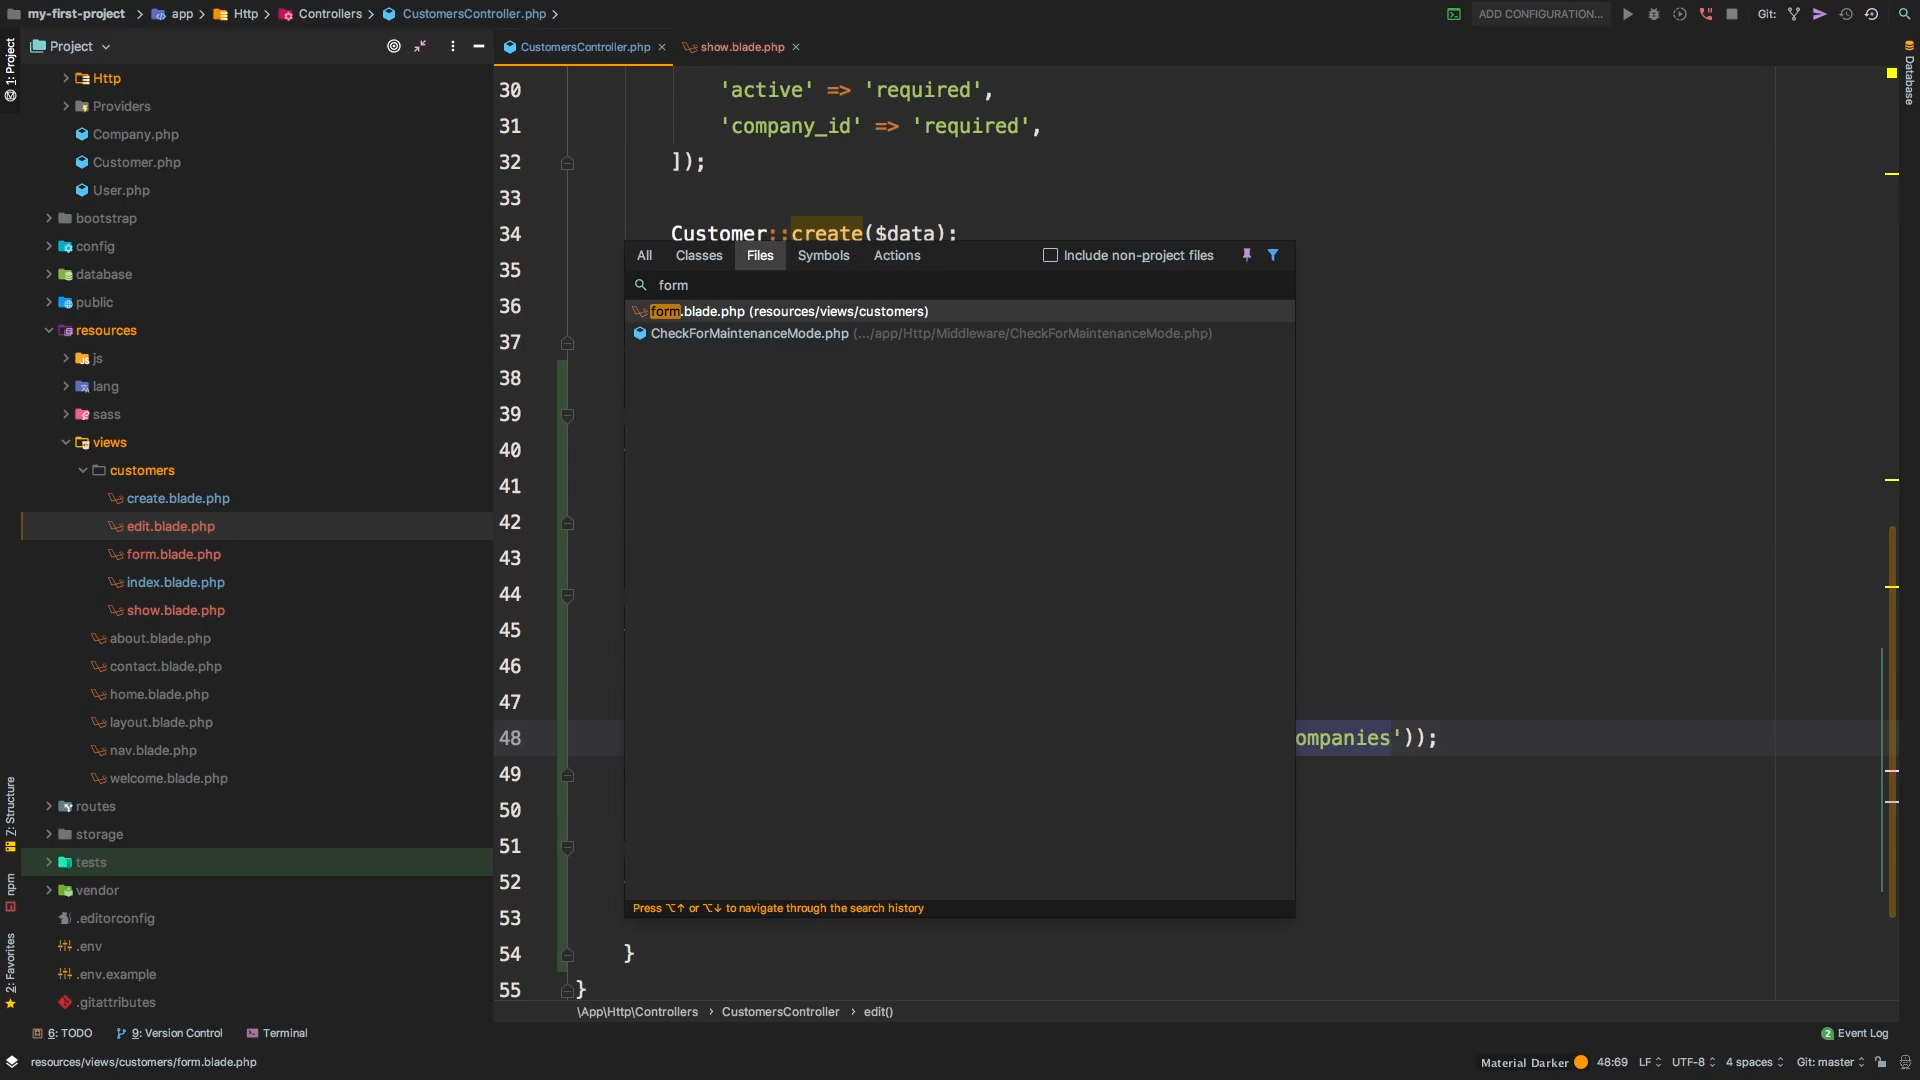 my-first-project > app > Http > Controllers > CustomersController.php >
ADD CONFIGURATION...
Git:
1: Project
Project
CustomersController.php
show.blade.php
Database
Http
Providers
Company.php
Customer.php
User.php
bootstrap
config
database
public
resources
js
lang
sass
views
customers
create.blade.php
edit.blade.php
form.blade.php
index.blade.php
show.blade.php
about.blade.php
contact.blade.php
home.blade.php
layout.blade.php
nav.blade.php
welcome.blade.php
routes
storage
tests
vendor
.editorconfig
.env
.env.example
.gitattributes
Z: Structure
npm
2: Favorites
30 'active' => 'required',
31 'company_id' => 'required',
32 ]);
33
34 Customer::create($data);
35
36
37
38
39
40
41
42
43
44
45
46
47
48 ompanies'));
49
50
51
52
53
54 }
55 }
All Classes Files Symbols Actions Include non-project files
form
form.blade.php (resources/views/customers)
CheckForMaintenanceMode.php (.../app/Http/Middleware/CheckForMaintenanceMode.php)
Press ⌥↑ or ⌥↓ to navigate through the search history
\App\Http\Controllers > CustomersController > edit()
6: TODO 9: Version Control Terminal
2 Event Log
resources/views/customers/form.blade.php
Material Darker 48:69 LF UTF-8 4 spaces Git: master